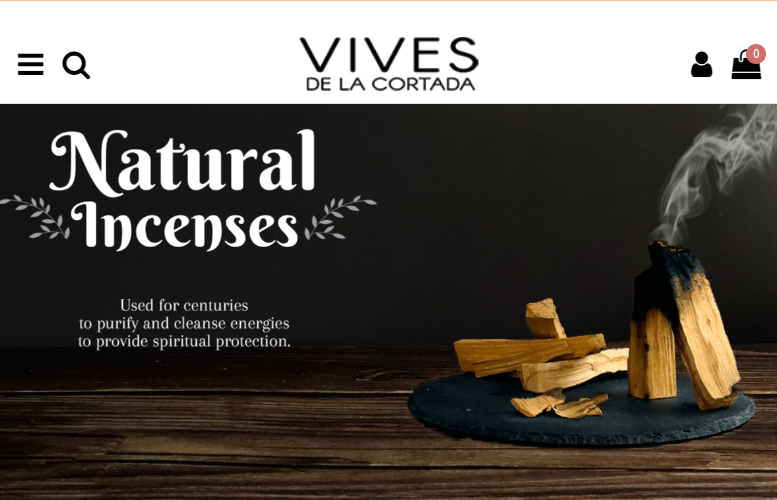 VIVES
DE LA CORTADA
0
Natural
Incenses
Used for centuries
to purify and cleanse energies
to provide spiritual protection.